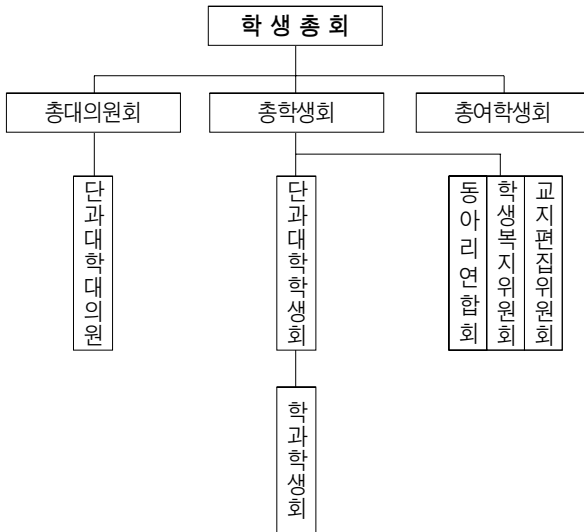 학생총회
총대의원회
총학생회
총여학생회
단과대학대의원
단과대학학생회
동아리연합회
학생복지위원회
교지편집위원회
학과학생회